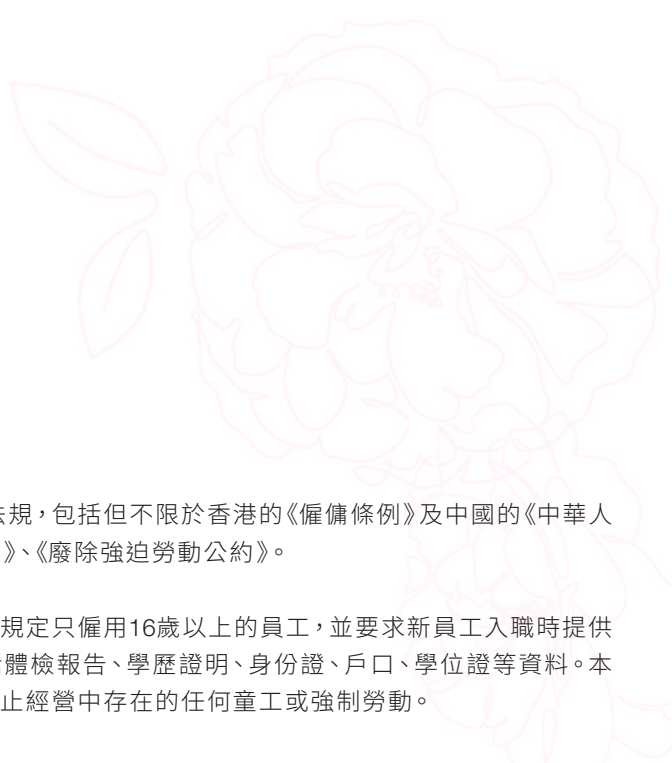 法規，包括但不限於香港的《僱傭條例》及中國的《中華人
》、《廢除強迫勞動公約》。
規定只僱用16歲以上的員工，並要求新員工入職時提供
體檢報告、學歷證明、身份證、戶口、學位證等資料。本
止經營中存在的任何童工或強制勞動。